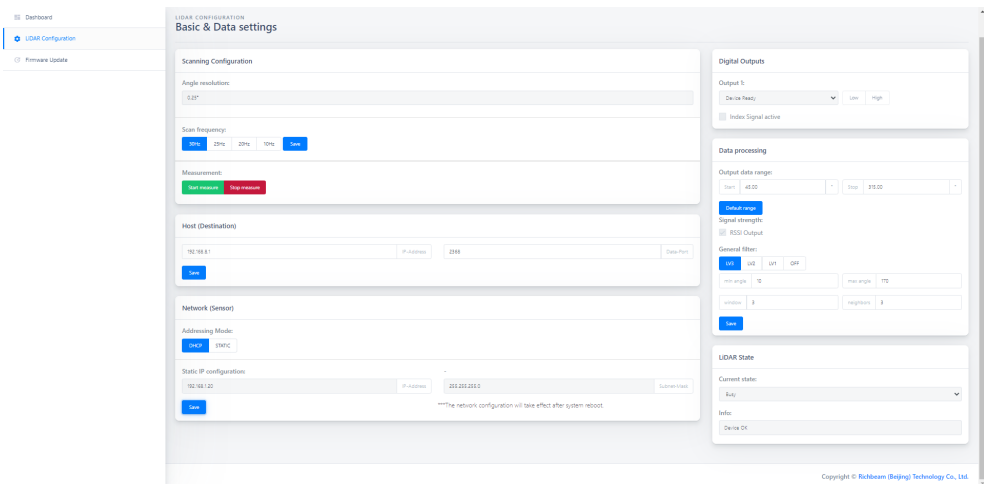 Dashboard
LiDAR Configuration
Firmware Update
LIDAR CONFIGURATION
Basic & Data settings
Scanning Configuration
Angle resolution:
0.25°
Scan frequency:
30Hz 25Hz 20Hz 10Hz Save
Measurement:
Start measure Stop measure
Host (Destination)
192.168.8.1 IP-Address 2368 Data-Port
Save
Network (Sensor)
Addressing Mode:
DHCP STATIC
Static IP configuration: -
192.168.1.20 IP-Address 255.255.255.0 Subnet-Mask
Save ***The network configuration will take effect after system reboot.
Digital Outputs
Output 1:
Device Ready Low High
Index Signal active
Data processing
Output data range:
Start 45.00 ° Stop 315.00 °
Default range
Signal strength:
RSSI Output
General filter:
LV3 LV2 LV1 OFF
min angle 10 max angle 170
window 3 neighbors 3
Save
LiDAR State
Current state:
Busy
Info:
Device OK
Copyright © Richbeam (Beijing) Technology Co., Ltd.